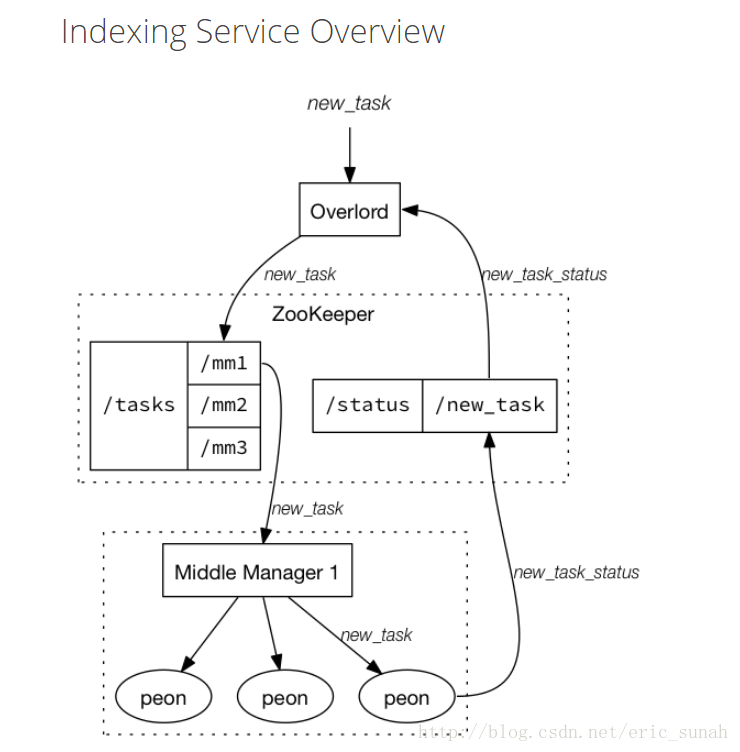 Indexing Service Overview
new_task
Overlord
new_task
new_task_status
ZooKeeper
/tasks
/mm1
/mm2
/mm3
/status
/new_task
new_task
Middle Manager 1
new_task_status
new_task
peon
peon
peon
http://blog.csdn.net/eric_sunah